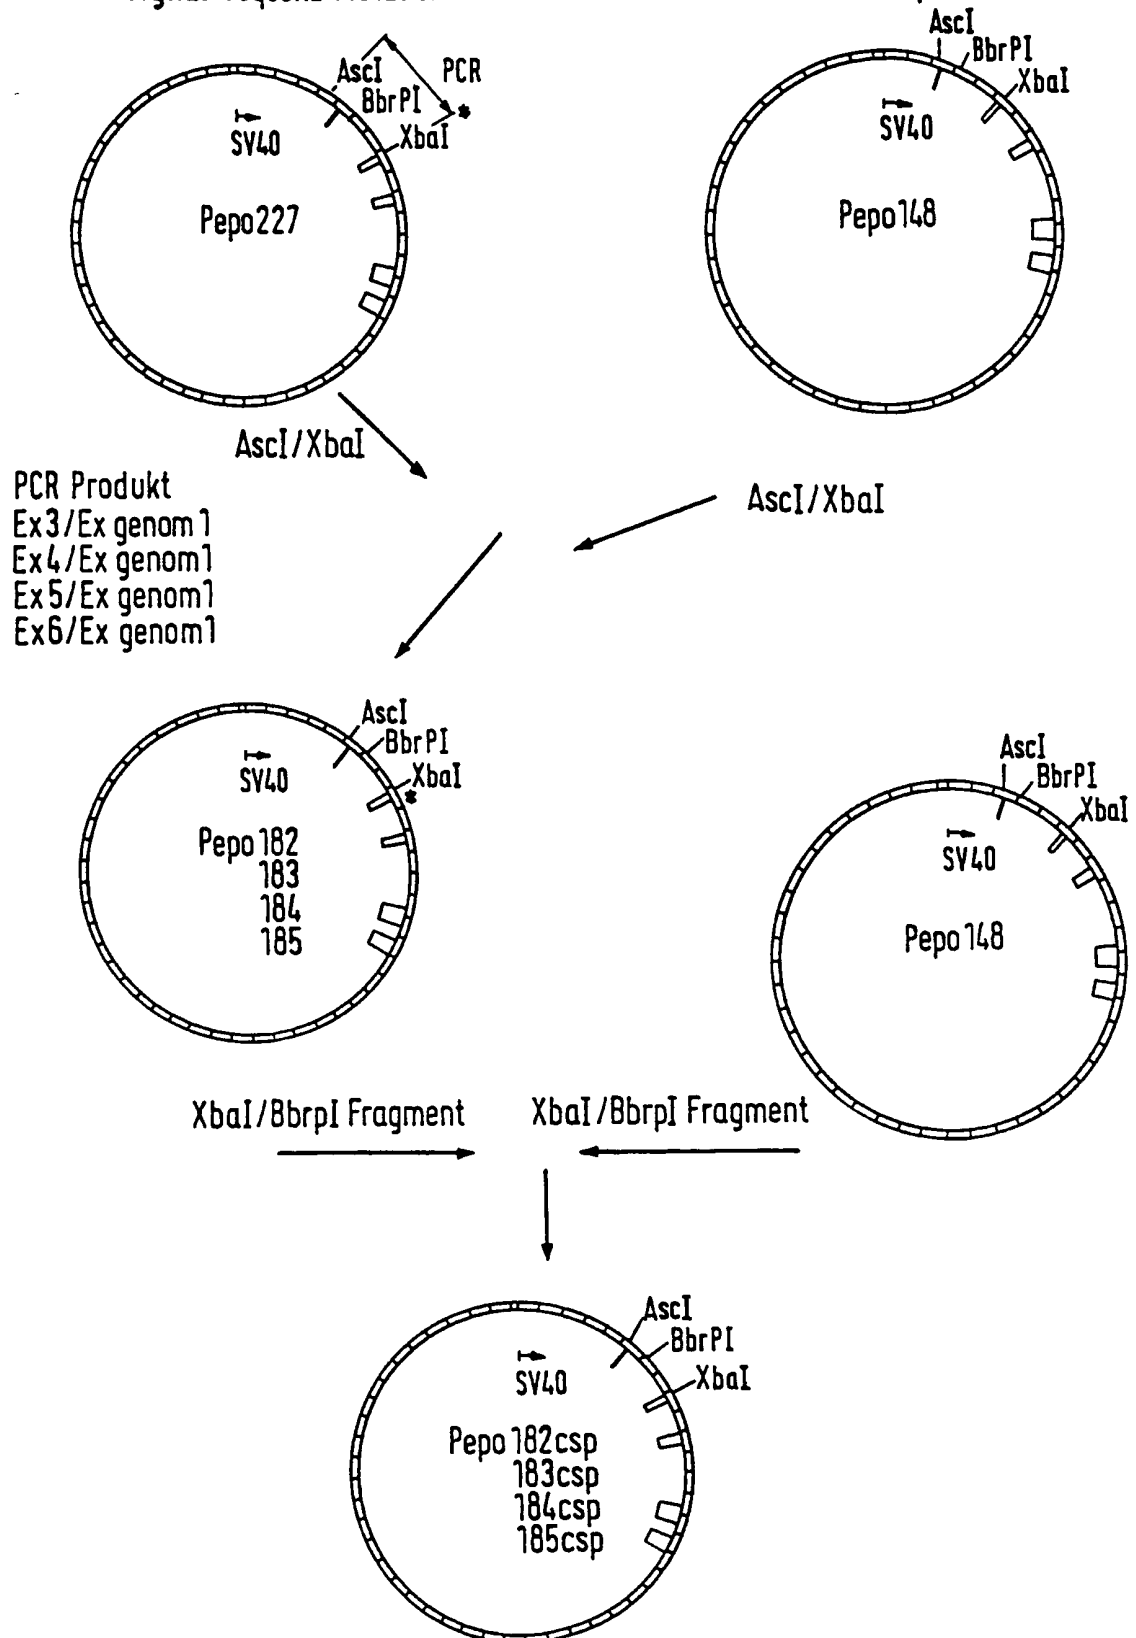 AscI
BbrPI
XbaI
PCR
*
SV40
Pepo227
AscI
BbrPI
XbaI
SV40
Pepo148
AscI/XbaI
AscI/XbaI
PCR Produkt
Ex3/Ex genom1
Ex4/Ex genom1
Ex5/Ex genom1
Ex6/Ex genom1
AscI
BbrPI
XbaI
*
SV40
Pepo182
183
184
185
AscI
BbrPI
XbaI
SV40
Pepo148
XbaI/BbrpI Fragment
XbaI/BbrpI Fragment
AscI
BbrPI
XbaI
SV40
Pepo182csp
183csp
184csp
185csp